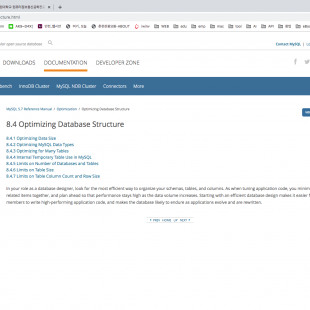 ructure.html
Contact MySQL
DOWNLOADS DOCUMENTATION DEVELOPER ZONE
bench InnoDB Cluster MySQL NDB Cluster Connectors More
MySQL 5.7 Reference Manual / Optimization / Optimizing Database Structure
8.4 Optimizing Database Structure
8.4.1 Optimizing Data Size
8.4.2 Optimizing MySQL Data Types
8.4.3 Optimizing for Many Tables
8.4.4 Internal Temporary Table Use in MySQL
8.4.5 Limits on Number of Databases and Tables
8.4.6 Limits on Table Size
8.4.7 Limits on Table Column Count and Row Size
In your role as a database designer, look for the most efficient way to organize your schemas, tables, and columns. As when tuning application code, you minim
related items together, and plan ahead so that performance stays high as the data volume increases. Starting with an efficient database design makes it easier f
members to write high-performing application code, and makes the database likely to endure as applications evolve and are rewritten.
PREV HOME UP NEXT